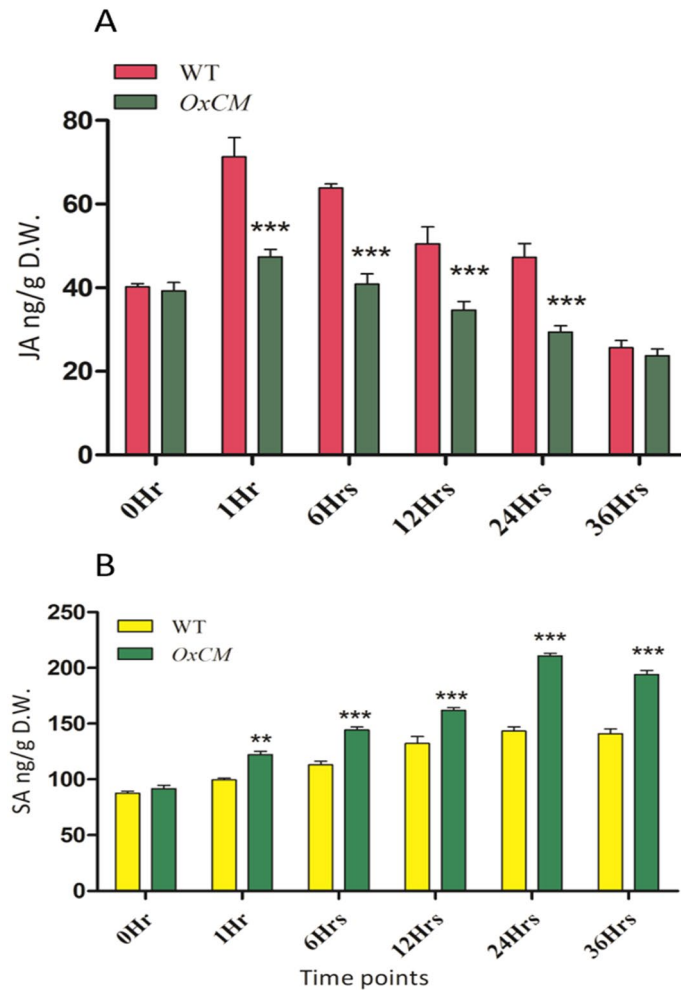 A
WT
OxCM
80
60
40
20
0
JA ng/g D.W.
***
***
***
***
0Hr
1Hr
6Hrs
12Hrs
24Hrs
36Hrs
B
WT
OxCM
250
200
150
100
50
0
SA ng/g D.W.
**
***
***
***
***
0Hr
1Hr
6Hrs
12Hrs
24Hrs
36Hrs
Time points